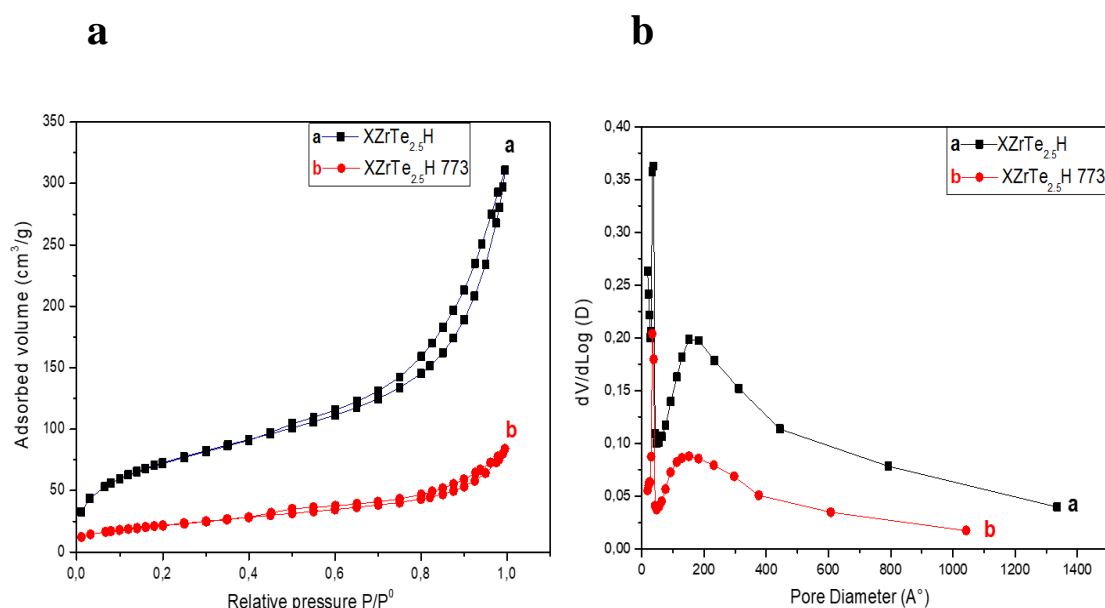 a
b
a XZrTe2.5H
b XZrTe2.5H 773
a
b
350
300
250
200
150
100
50
0
0,0 0,2 0,4 0,6 0,8 1,0
Adsorbed volume (cm³/g)
Relative pressure P/P⁰
a XZrTe2.5H
b XZrTe2.5H 773
a
b
0,40
0,35
0,30
0,25
0,20
0,15
0,10
0,05
0,00
0 200 400 600 800 1000 1200 1400
dV/dLog (D)
Pore Diameter (A°)